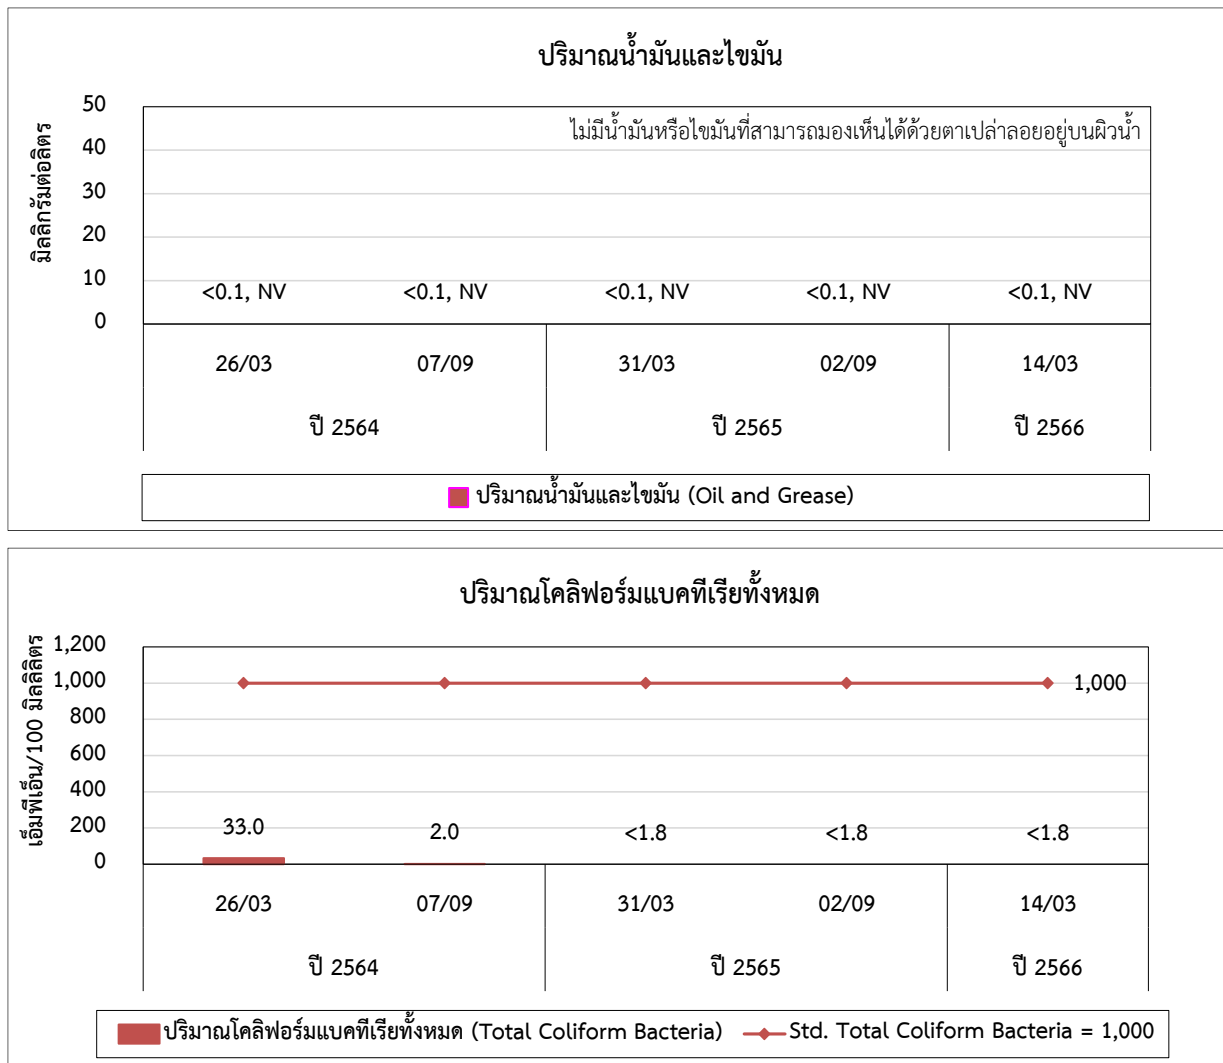 ปริมาณน้ำมันและไขมัน
มิลลิกรัมต่อลิตร
50
ไม่มีน้ำมันหรือไขมันที่สามารถมองเห็นได้ด้วยตาเปล่าลอยอยู่บนผิวน้ำ
40
30
20
10
0
<0.1, NV <0.1, NV <0.1, NV <0.1, NV <0.1, NV
26/03 07/09 31/03 02/09 14/03
ปี 2564 ปี 2565 ปี 2566
ปริมาณน้ำมันและไขมัน (Oil and Grease)
ปริมาณโคลิฟอร์มแบคทีเรียทั้งหมด
เอ็มพีเอ็น/100 มิลลิลิตร
1,200
1,000
800
600
400
200
0
1,000
33.0 2.0 <1.8 <1.8 <1.8
26/03 07/09 31/03 02/09 14/03
ปี 2564 ปี 2565 ปี 2566
ปริมาณโคลิฟอร์มแบคทีเรียทั้งหมด (Total Coliform Bacteria) Std. Total Coliform Bacteria = 1,000